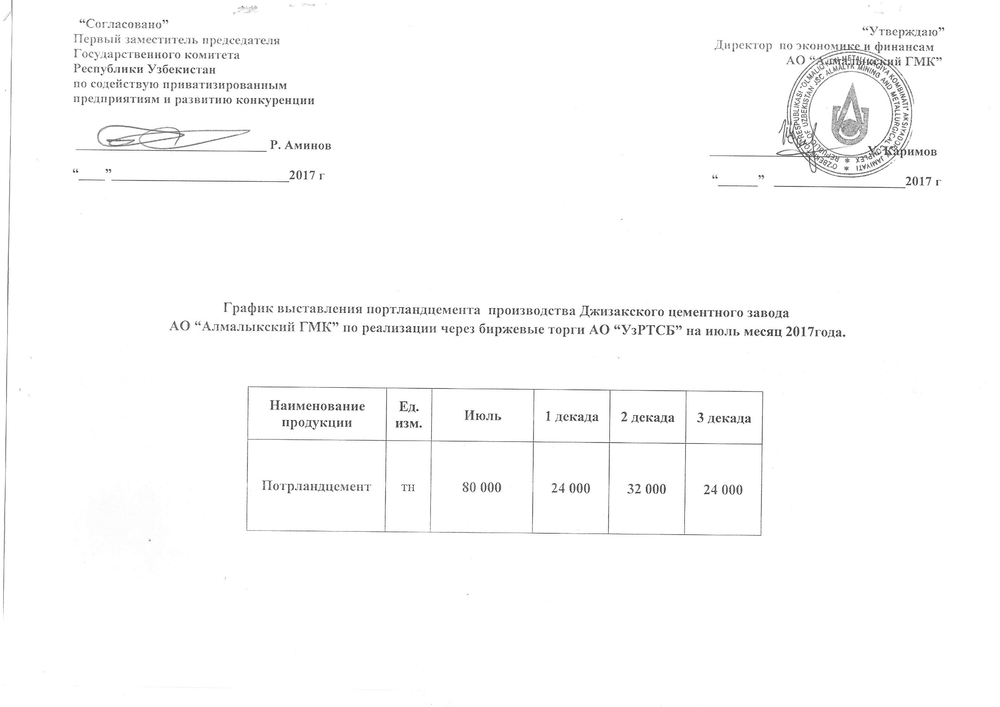 “Согласовано”
Первый заместитель председателя
Государственного комитета
Республики Узбекистан
по содействую приватизированным
предприятиям и развитию конкуренции
Р. Аминов
“____”___________________________2017 г
“Утверждаю”
Директор по экономике и финансам
АО “Алмалыкский ГМК”
O'ZBEKISTON RESPUBLIKASI "OLMALIQ KON-METALLURGIYA KOMBINATI" AKSIYADORLIK JAMIYATI
REPUBLIC OF UZBEKISTAN JSC ALMALYK MINING AND METALLURGICAL COMPLEX
У. Каримов
“______” ____________________2017 г
График выставления портландцемента производства Джизакского цементного завода
АО “Алмалыкский ГМК” по реализации через биржевые торги АО “УзРТСБ” на июль месяц 2017года.
Наименование продукции Ед. изм. Июль 1 декада 2 декада 3 декада
Потрландцемент тн 80 000 24 000 32 000 24 000